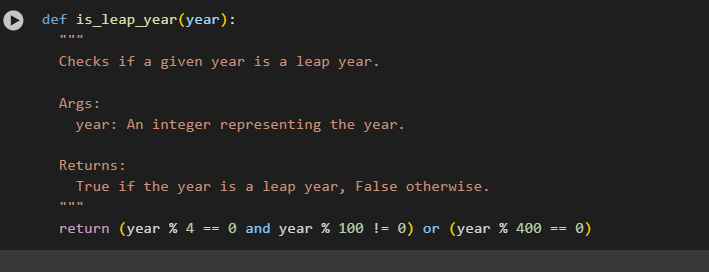 def is_leap_year(year):
  """
  Checks if a given year is a leap year.

  Args:
    year: An integer representing the year.

  Returns:
    True if the year is a leap year, False otherwise.
  """
  return (year % 4 == 0 and year % 100 != 0) or (year % 400 == 0)